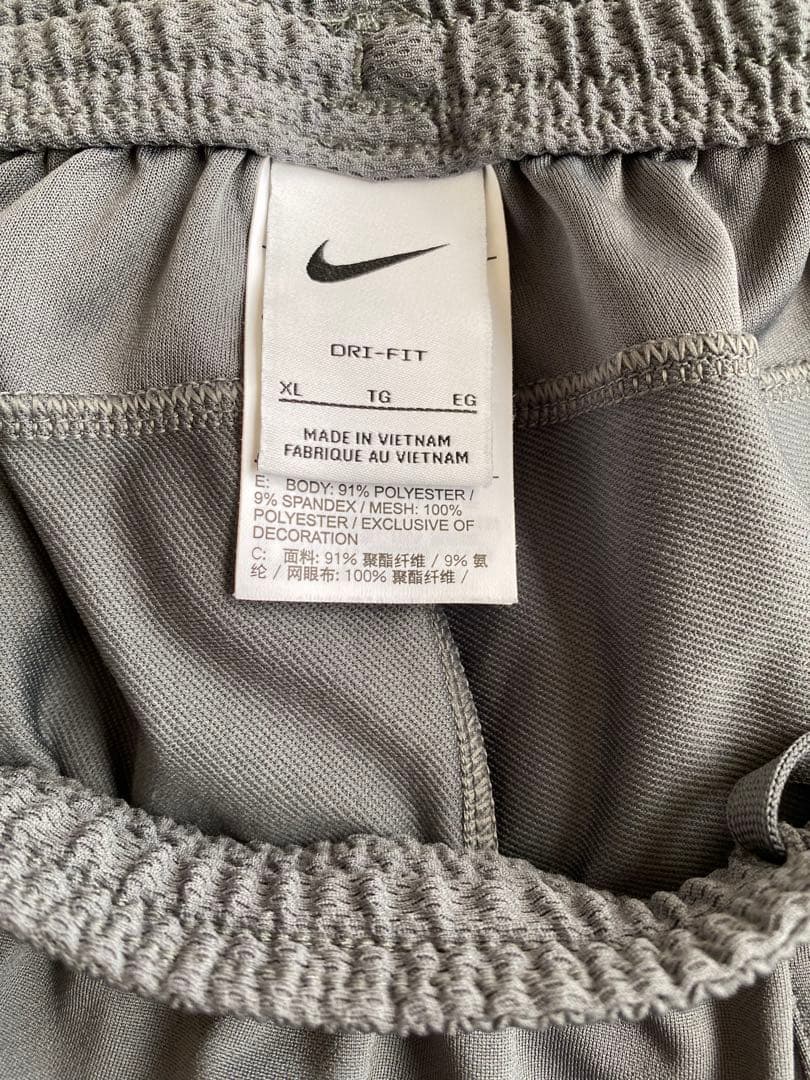 DRI-FIT
XL TG EG
MADE IN VIETNAM
FABRIQUE AU VIETNAM
E: BODY: 91% POLYESTER /
9% SPANDEX / MESH: 100%
POLYESTER / EXCLUSIVE OF
DECORATION
C: 面料: 91% 聚酯纤维 / 9% 氨
纶 / 网眼布: 100% 聚酯纤维 /